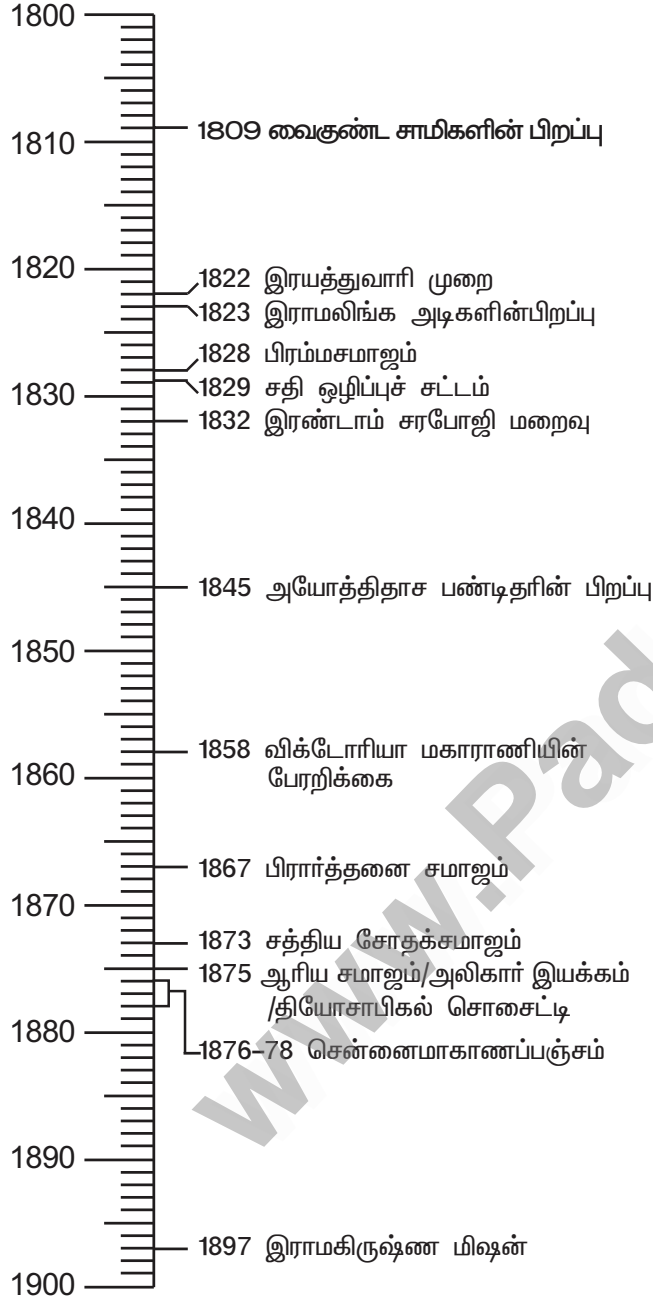 1800
1809 வைகுண்ட சாமிகளின் பிறப்பு
1810
1820
1822 இரயத்துவாரி முறை
1823 இராமலிங்க அடிகளின்பிறப்பு
1828 பிரம்மசமாஜம்
1829 சதி ஒழிப்புச் சட்டம்
1830
1832 இரண்டாம் சரபோஜி மறைவு
1840
1845 அயோத்திதாச பண்டிதரின் பிறப்பு
1850
1858 விக்டோரியா மகாராணியின்
பேரறிக்கை
1860
1867 பிரார்த்தனை சமாஜம்
1870
1873 சத்திய சோதக்சமாஜம்
1875 ஆரிய சமாஜம்/அலிகார் இயக்கம்
/தியோசாபிகல் சொசைட்டி
1880
1876–78 சென்னைமாகாணப்பஞ்சம்
1890
1897 இராமகிருஷ்ண மிஷன்
1900
www.Pad